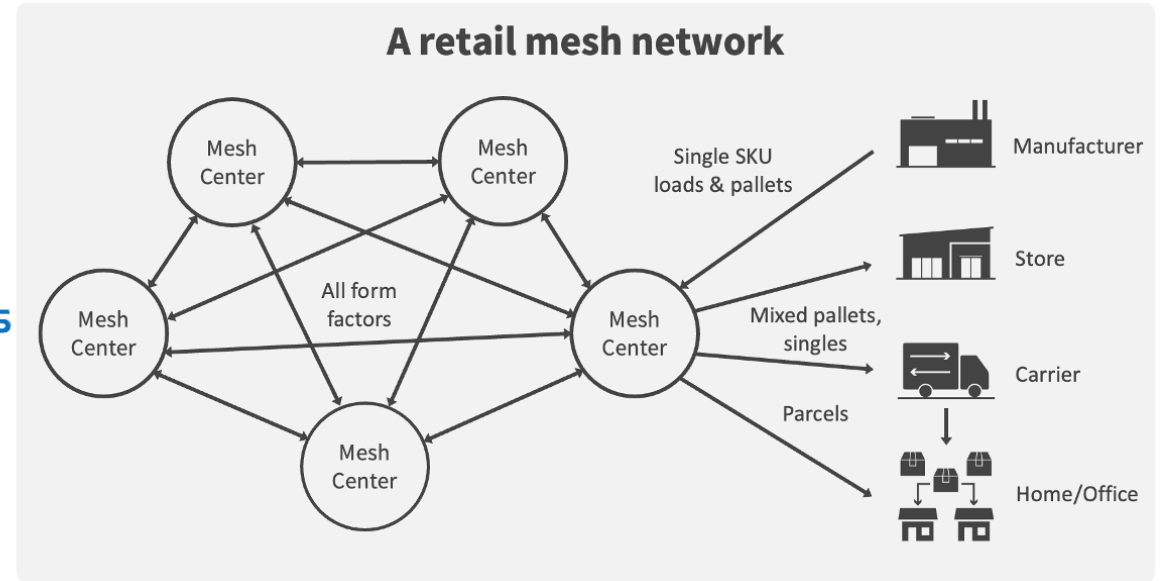 A retail mesh network
Mesh
Center
Mesh
Center
Single SKU
loads & pallets
Manufacturer
Store
All form
factors
Mesh
Center
Mesh
Center
Mixed pallets,
singles
Carrier
Parcels
Mesh
Center
Home/Office